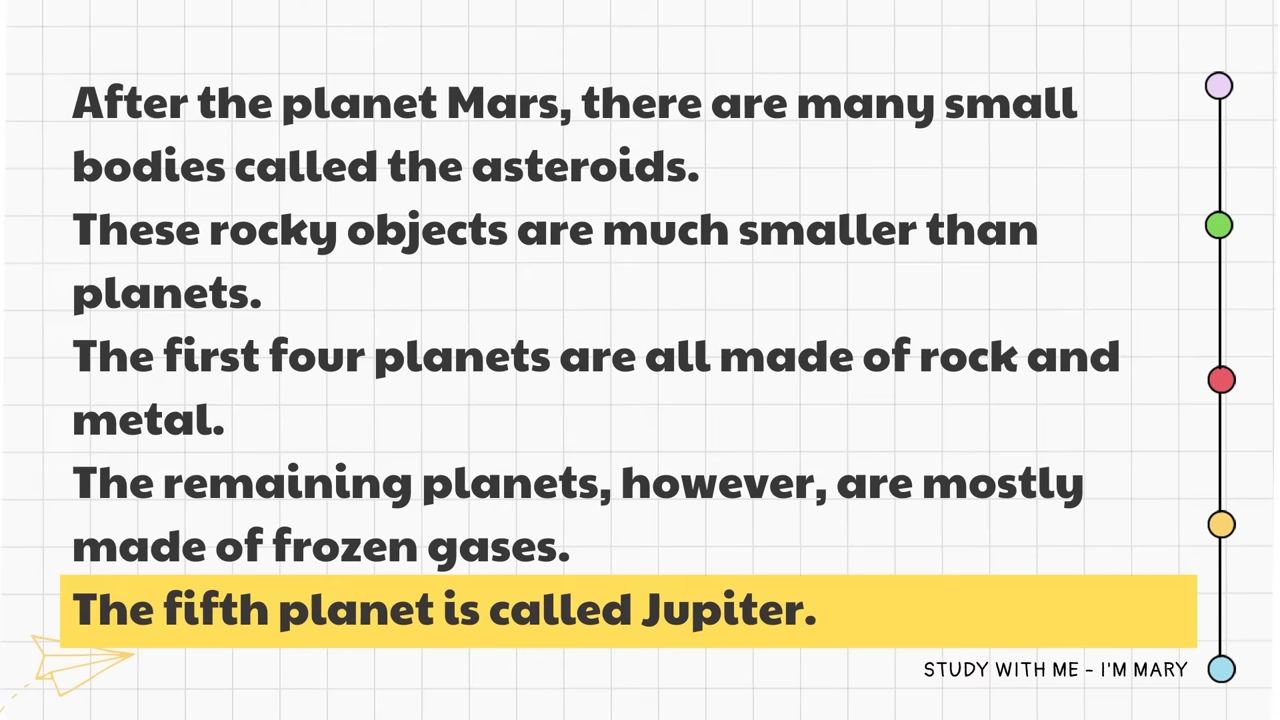 After the planet Mars, there are many small
bodies called the asteroids.
These rocky objects are much smaller than
planets.
The first four planets are all made of rock and
metal.
The remaining planets, however, are mostly
made of frozen gases.
The fifth planet is called Jupiter.
STUDY WITH ME - I'M MARY